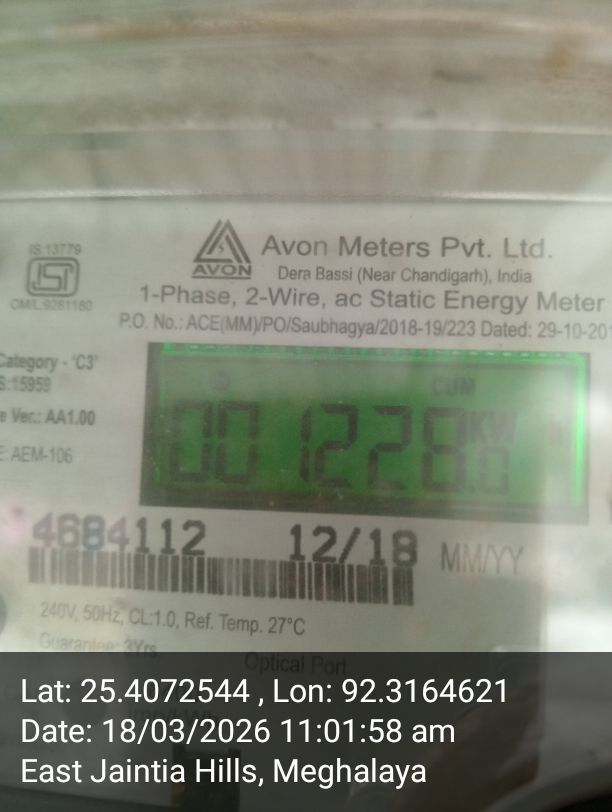 IS 13779
CM/L.9281180
AVON
Avon Meters Pvt. Ltd.
Dera Bassi (Near Chandigarh), India
1-Phase, 2-Wire, ac Static Energy Meter
P.O. No.: ACE(MM)/PO/Saubhagya/2018-19/223 Dated: 29-10-201
Category - 'C3'
S:15959
e Ver.: AA1.00
E: AEM-106
CUM
001228.0 KW
4684112 12/18 MM/YY
240V, 50Hz, CL:1.0, Ref. Temp. 27°C
Guarantee: 3Yrs.
Optical Port
Lat: 25.4072544 , Lon: 92.3164621
Date: 18/03/2026 11:01:58 am
East Jaintia Hills, Meghalaya